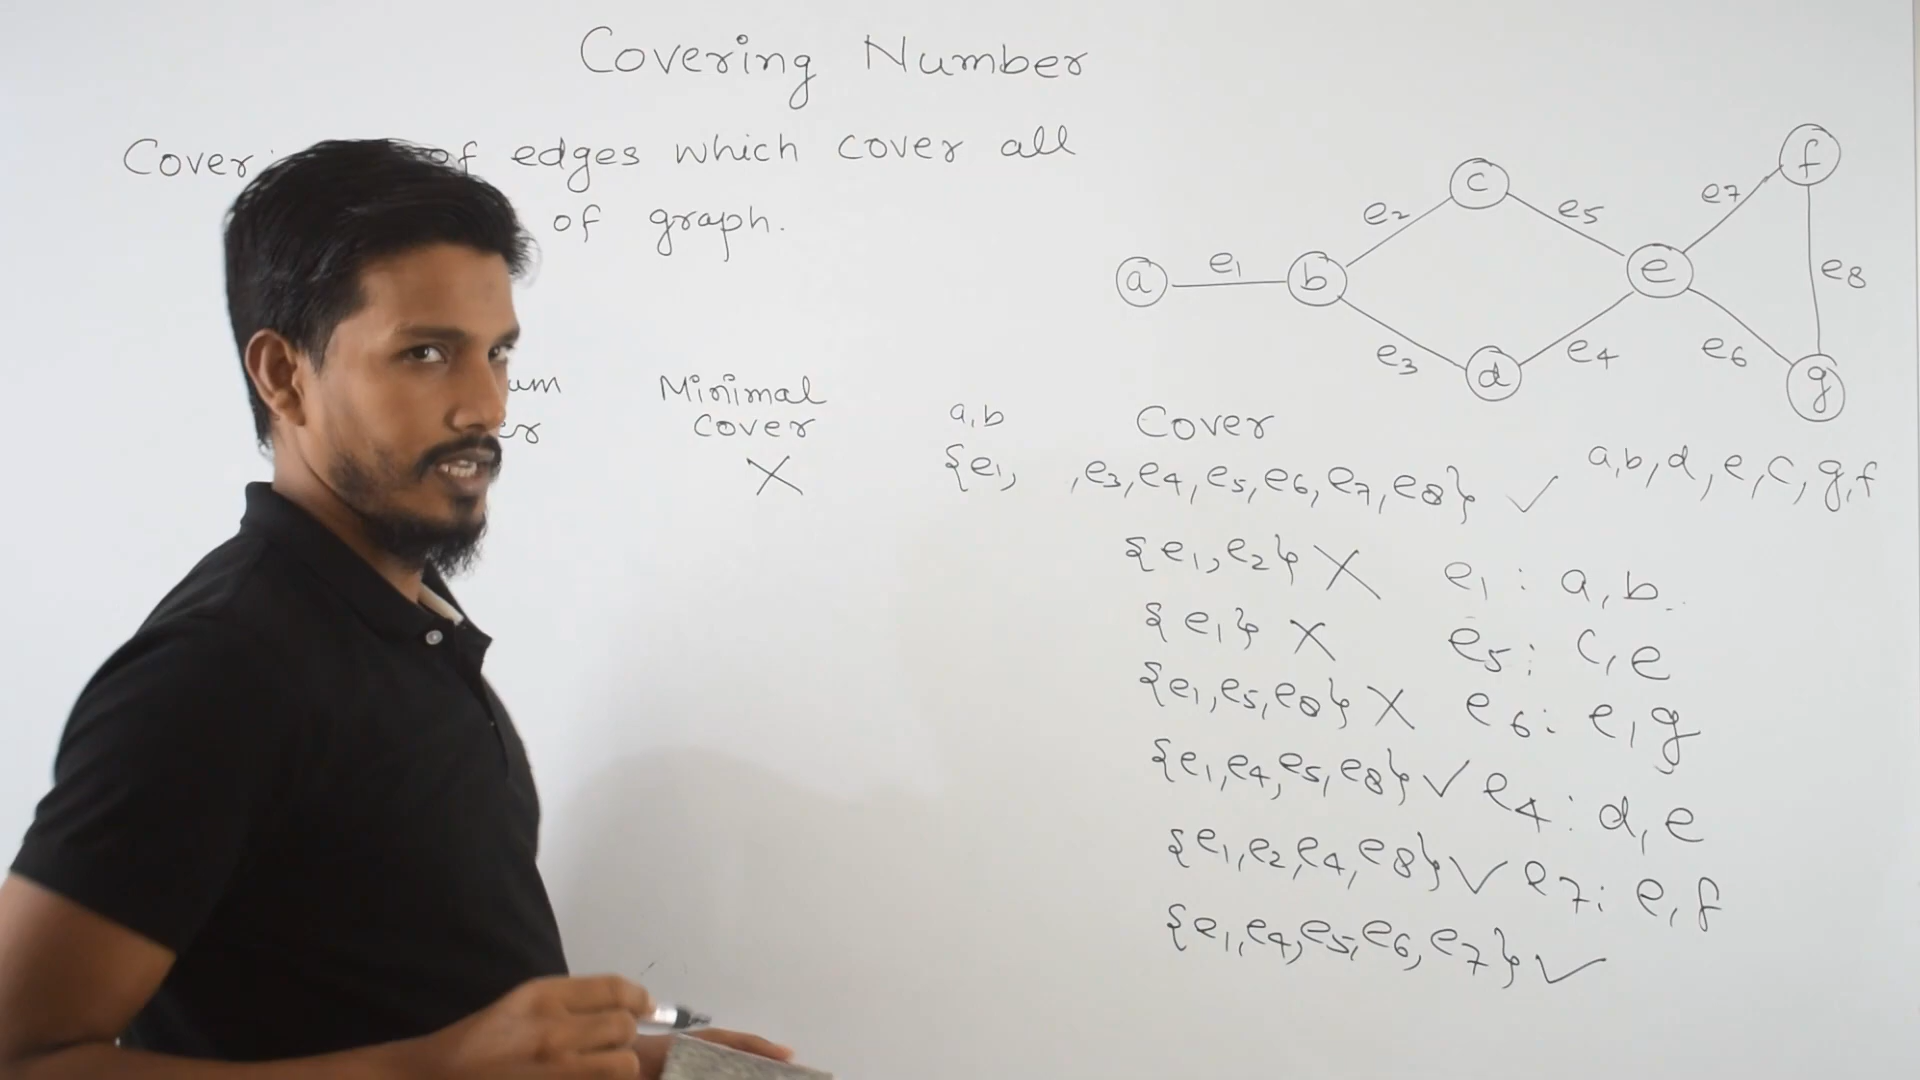 Covering Number
Cover of edges which cover all
of graph.
a e1 b e2 c e5 e e7 f
e3 d e4 e6 g e8
Minimal
cover
X
a,b
Cover
{e1, ,e3,e4,e5,e6,e7,e8} ✓ a,b,d,e,c,g,f
{e1,e2} X e1 : a,b
{e1} X e5: c,e
{e1,e5,e8} X e6: e,g
{e1,e4,e5,e8} ✓ e4: d,e
{e1,e2,e4,e8} ✓ e7: e,f
{e1,e4,e5,e6,e7} ✓